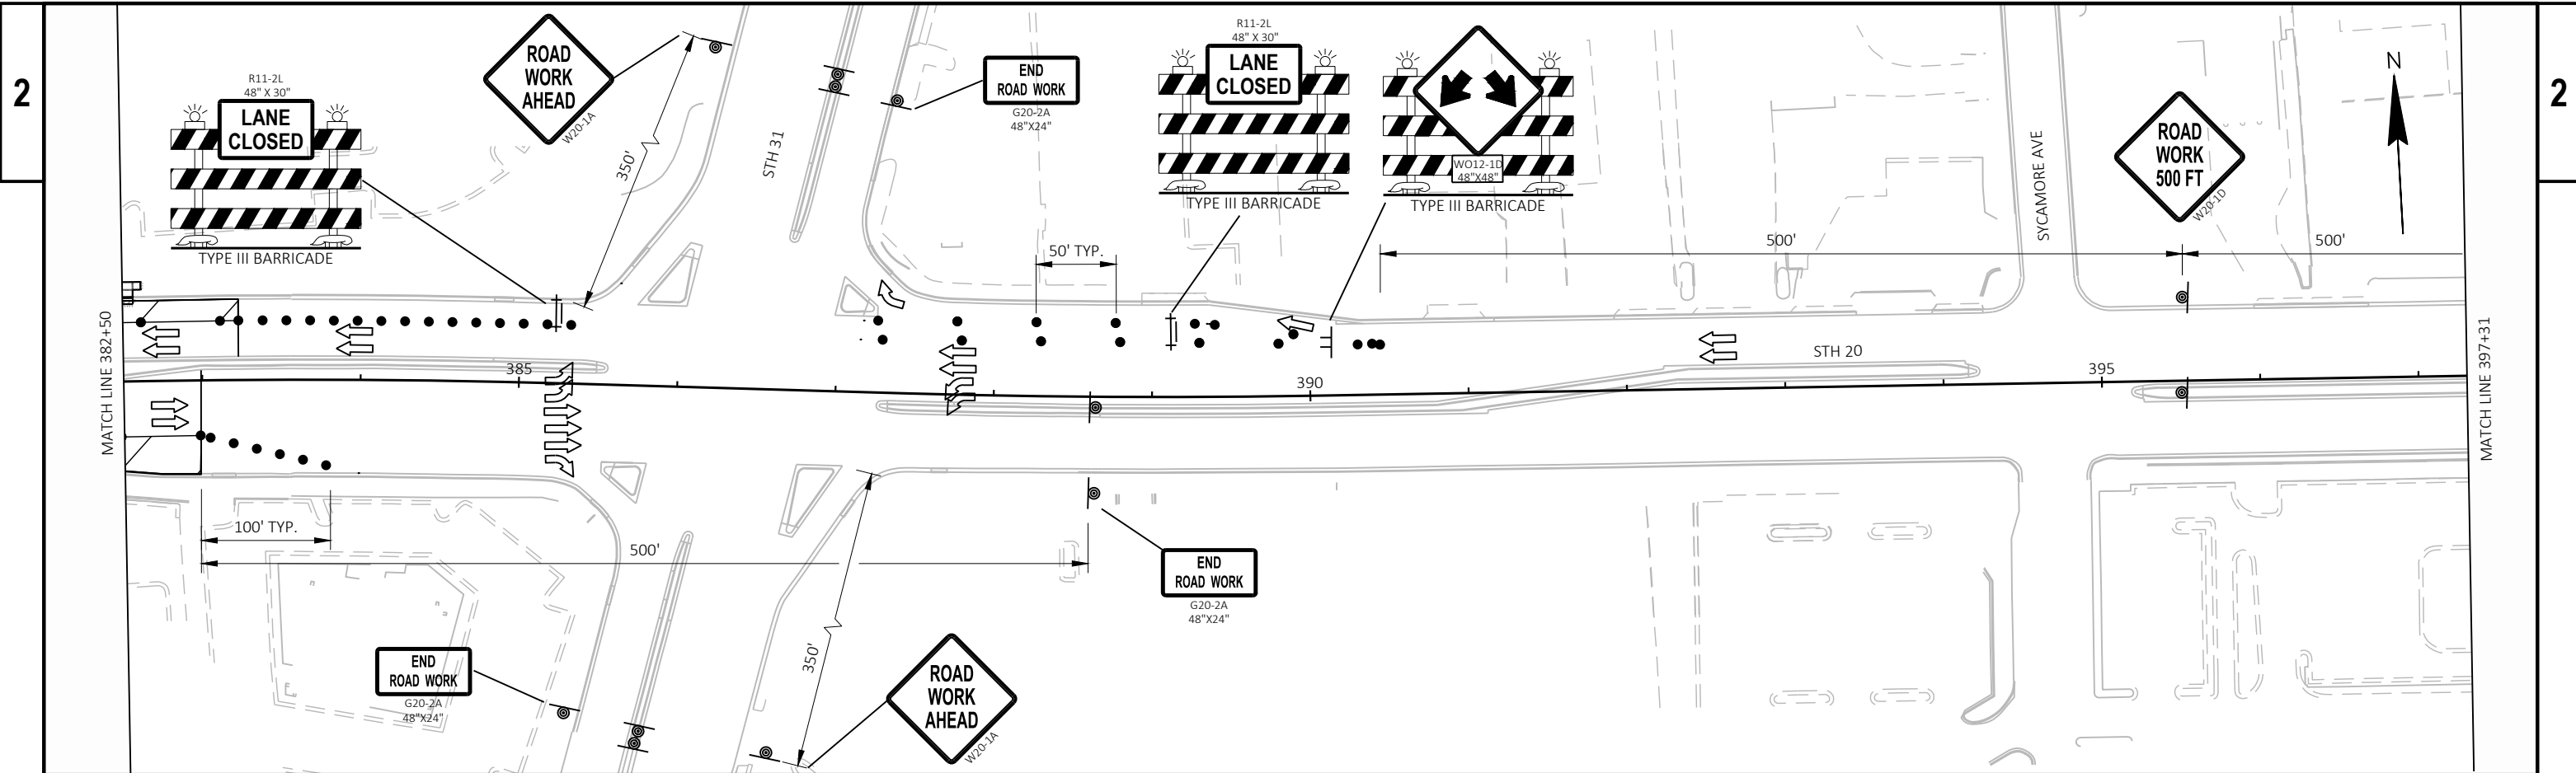 2
R11-2L
48" X 30"
LANE
CLOSED
TYPE III BARRICADE
ROAD
WORK
AHEAD
W20-1A
350'
STH 31
END
ROAD WORK
G20-2A
48"X24"
R11-2L
48" X 30"
LANE
CLOSED
TYPE III BARRICADE
WO12-1D
48"X48"
TYPE III BARRICADE
SYCAMORE AVE
ROAD
WORK
500 FT
W20-1D
N
2
50' TYP.
500'
500'
MATCH LINE 382+50
385
390
STH 20
395
MATCH LINE 397+31
100' TYP.
500'
END
ROAD WORK
G20-2A
48"X24"
350'
END
ROAD WORK
G20-2A
48"X24"
ROAD
WORK
AHEAD
W20-1A